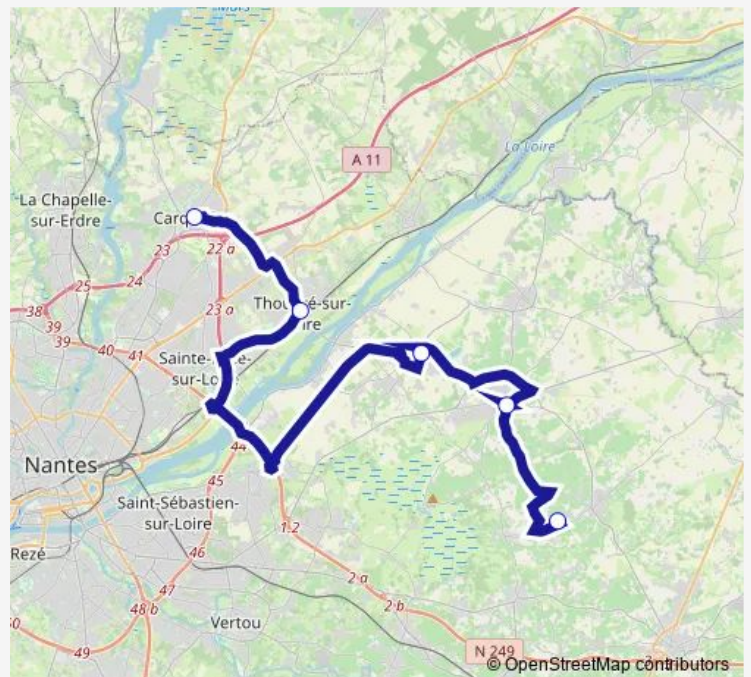 La Loire
A 11
La Chapelle-
sur-Erdre
Carq
22 a
23
24
25
38
23 a
39
39
40
41
Thou é-sur-
ire
Sainte-
sur-Lo
44
Nantes
45
Saint-Sébastien-
sur-Loire
1.2
Rezé
46
2 a
47
48 b
2 b
Vertou
49
N 249
© OpenStreetMap contributors